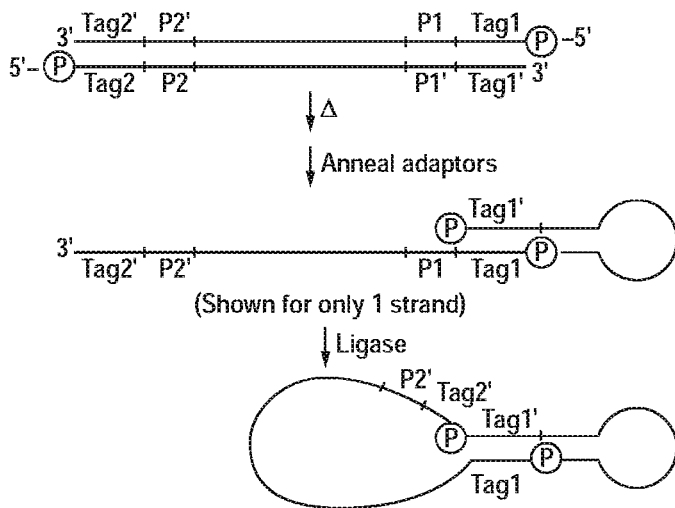 3' Tag2' P2' P1 Tag1 P –5'
5'– P Tag2 P2 P1' Tag1' 3'
Δ
Anneal adaptors
Tag1'
P
3' Tag2' P2' P1 Tag1 P
(Shown for only 1 strand)
Ligase
P2' Tag2'
P Tag1'
Tag1 P